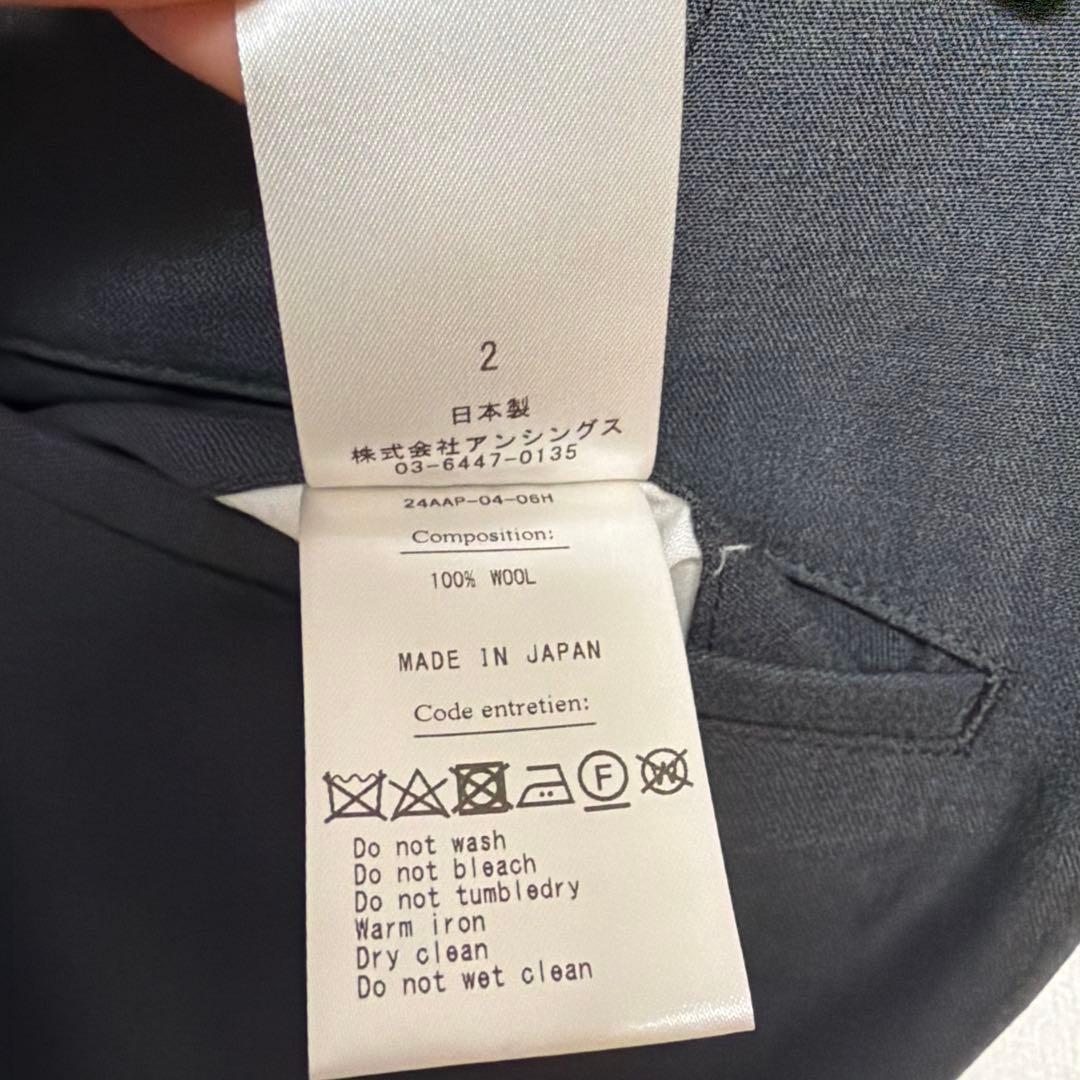 2
日本製
株式会社アンシングス
03-6447-0135
24AAP-04-06H
Composition:
100% WOOL
MADE IN JAPAN
Code entretien:
F W
Do not wash
Do not bleach
Do not tumbledry
Warm iron
Dry clean
Do not wet clean